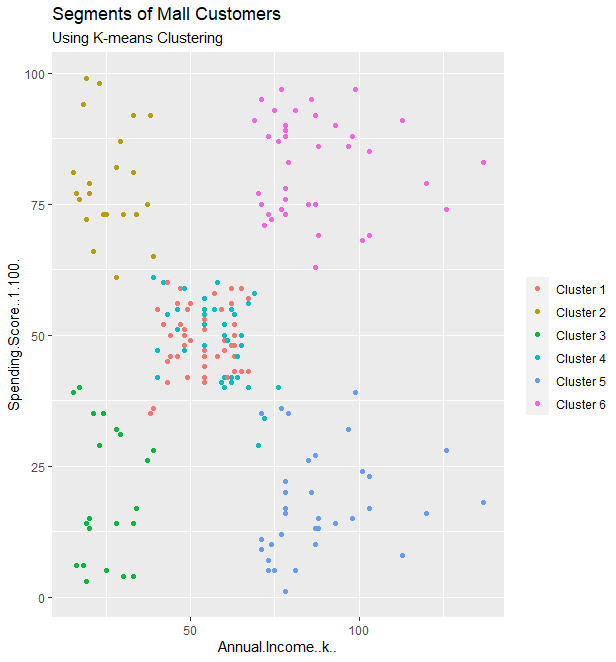 Segments of Mall Customers
Using K-means Clustering
Spending.Score..1.100.
100
75
50
25
0
50
100
Annual.Income..k..
Cluster 1
Cluster 2
Cluster 3
Cluster 4
Cluster 5
Cluster 6